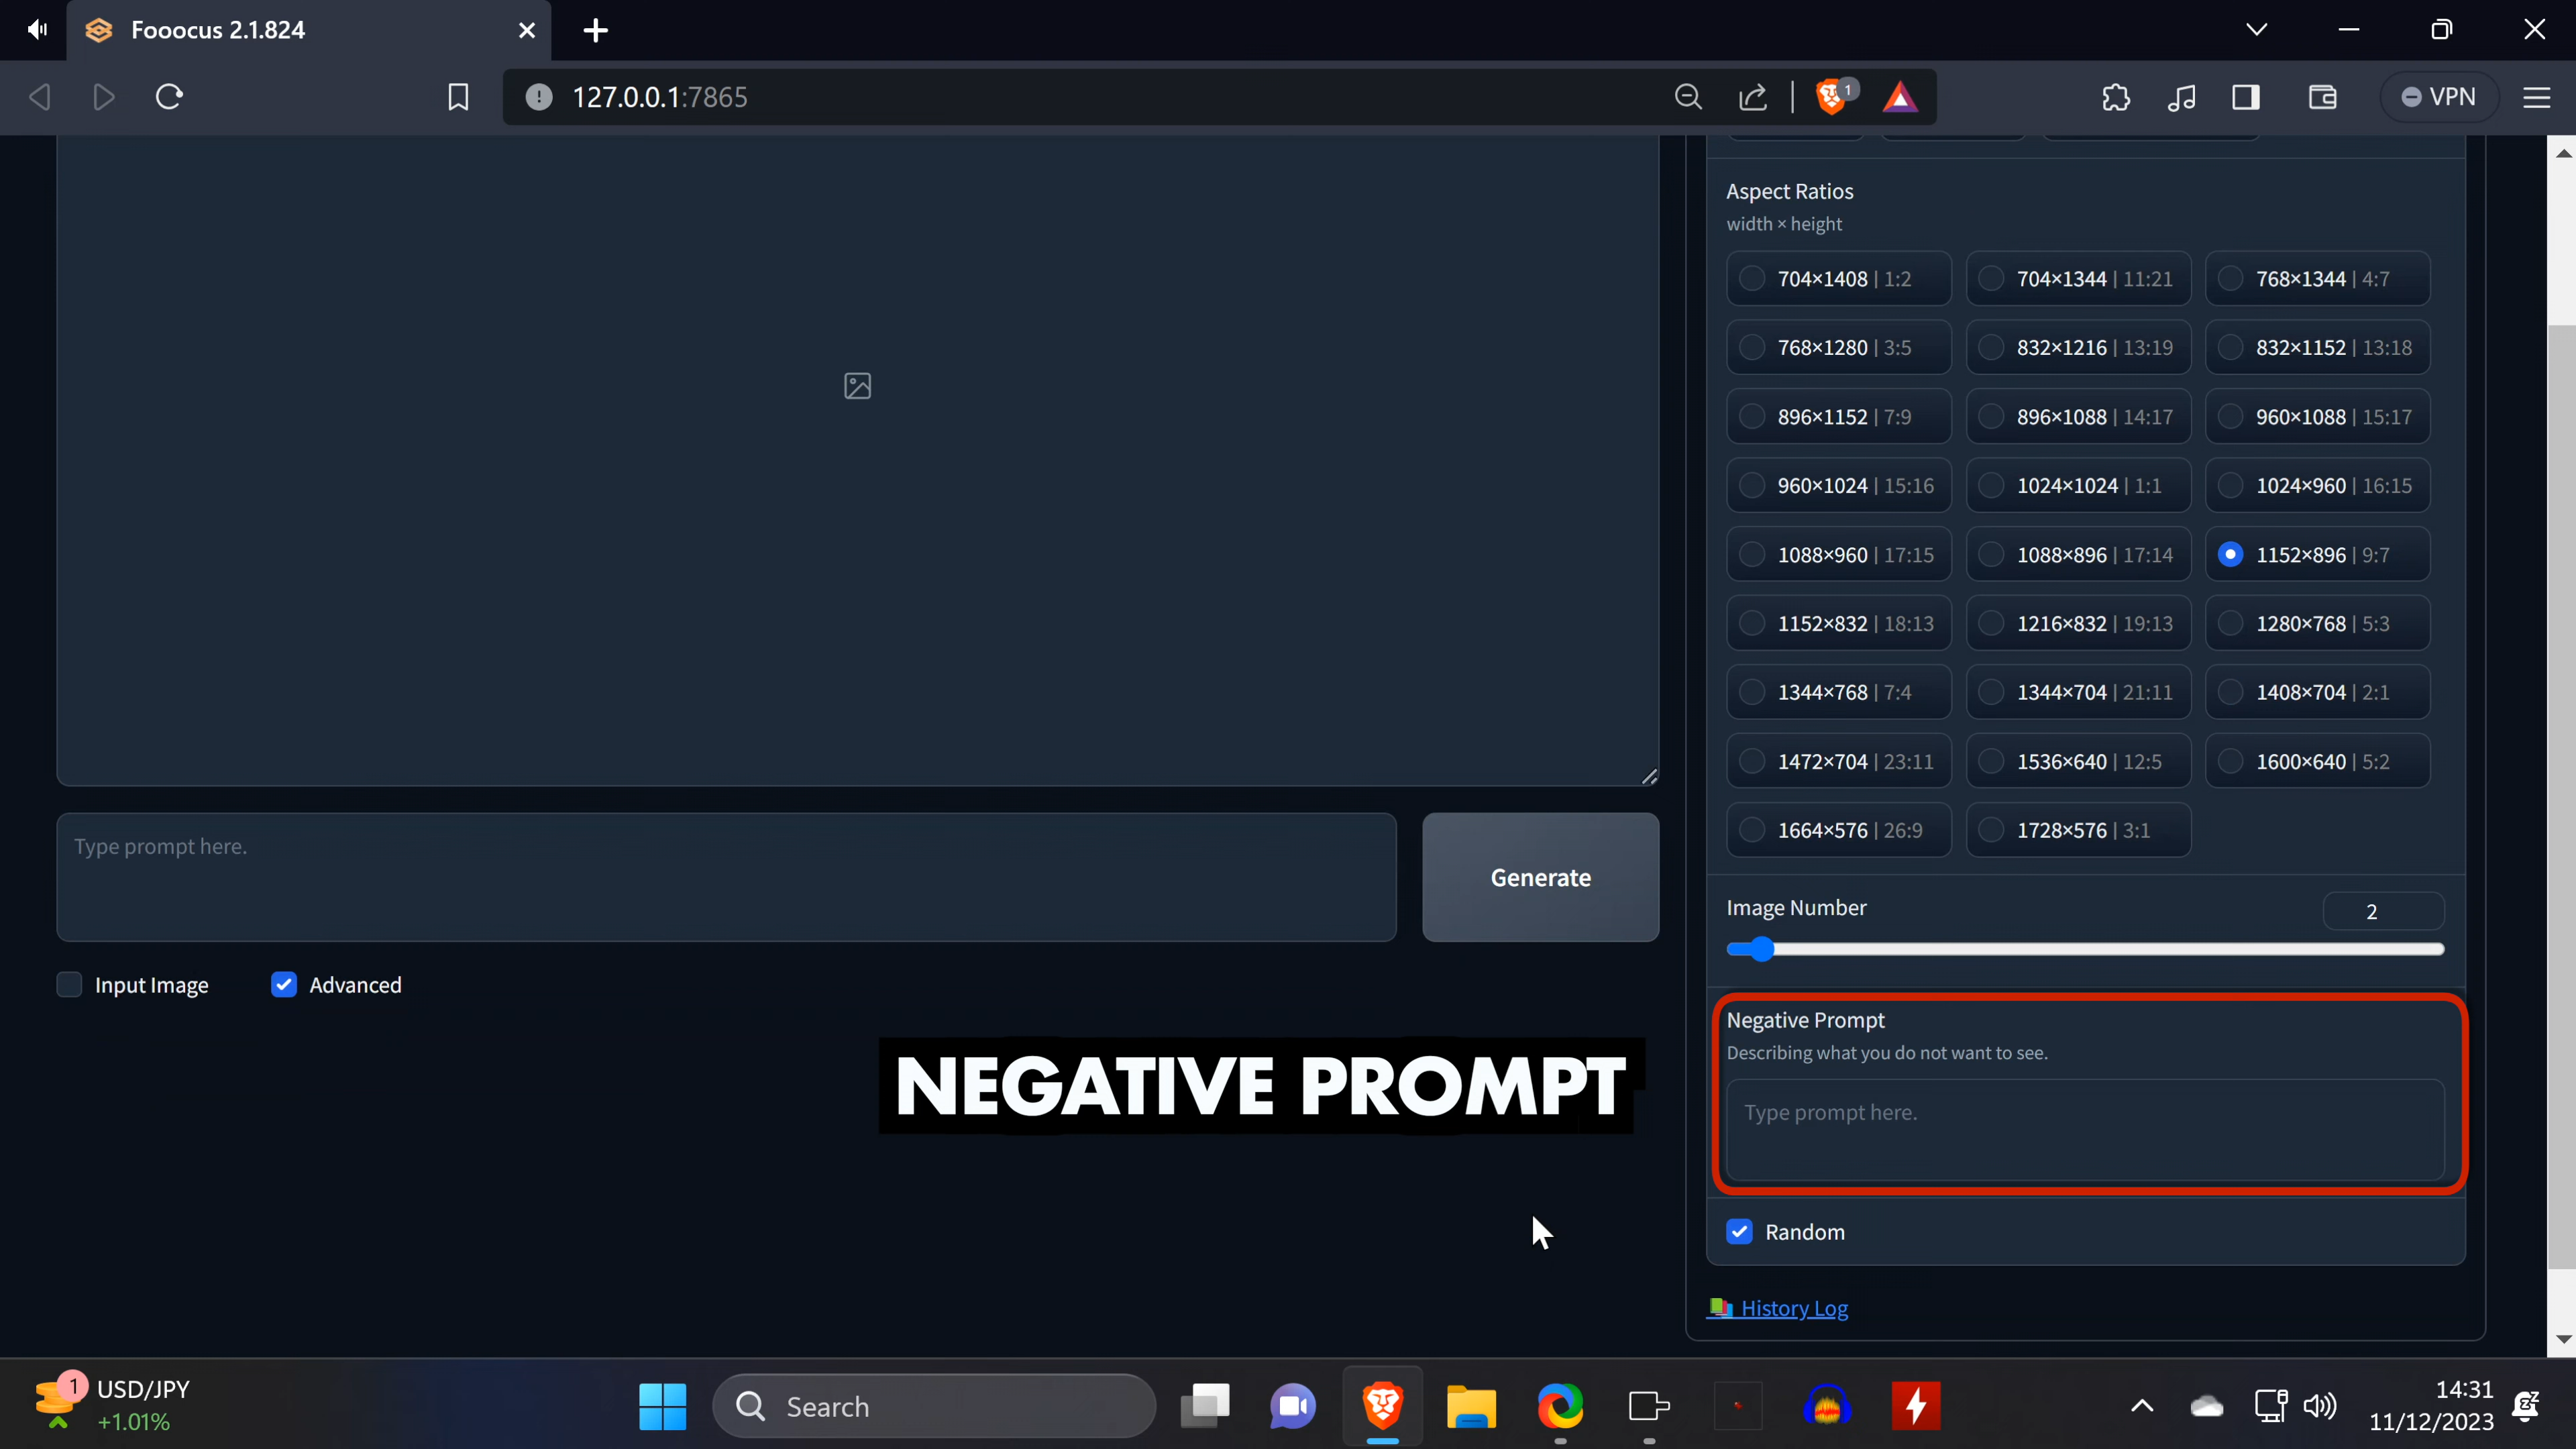 Fooocus 2.1.824
127.0.0.1:7865
1
VPN
Aspect Ratios
width × height
704×1408 | 1:2
704×1344 | 11:21
768×1344 | 4:7
768×1280 | 3:5
832×1216 | 13:19
832×1152 | 13:18
896×1152 | 7:9
896×1088 | 14:17
960×1088 | 15:17
960×1024 | 15:16
1024×1024 | 1:1
1024×960 | 16:15
1088×960 | 17:15
1088×896 | 17:14
1152×896 | 9:7
1152×832 | 18:13
1216×832 | 19:13
1280×768 | 5:3
1344×768 | 7:4
1344×704 | 21:11
1408×704 | 2:1
1472×704 | 23:11
1536×640 | 12:5
1600×640 | 5:2
1664×576 | 26:9
1728×576 | 3:1
Type prompt here.
Generate
Image Number
2
Input Image
Advanced
Negative Prompt
Describing what you do not want to see.
Type prompt here.
NEGATIVE PROMPT
Random
History Log
1
USD/JPY
+1.01%
Search
14:31
11/12/2023